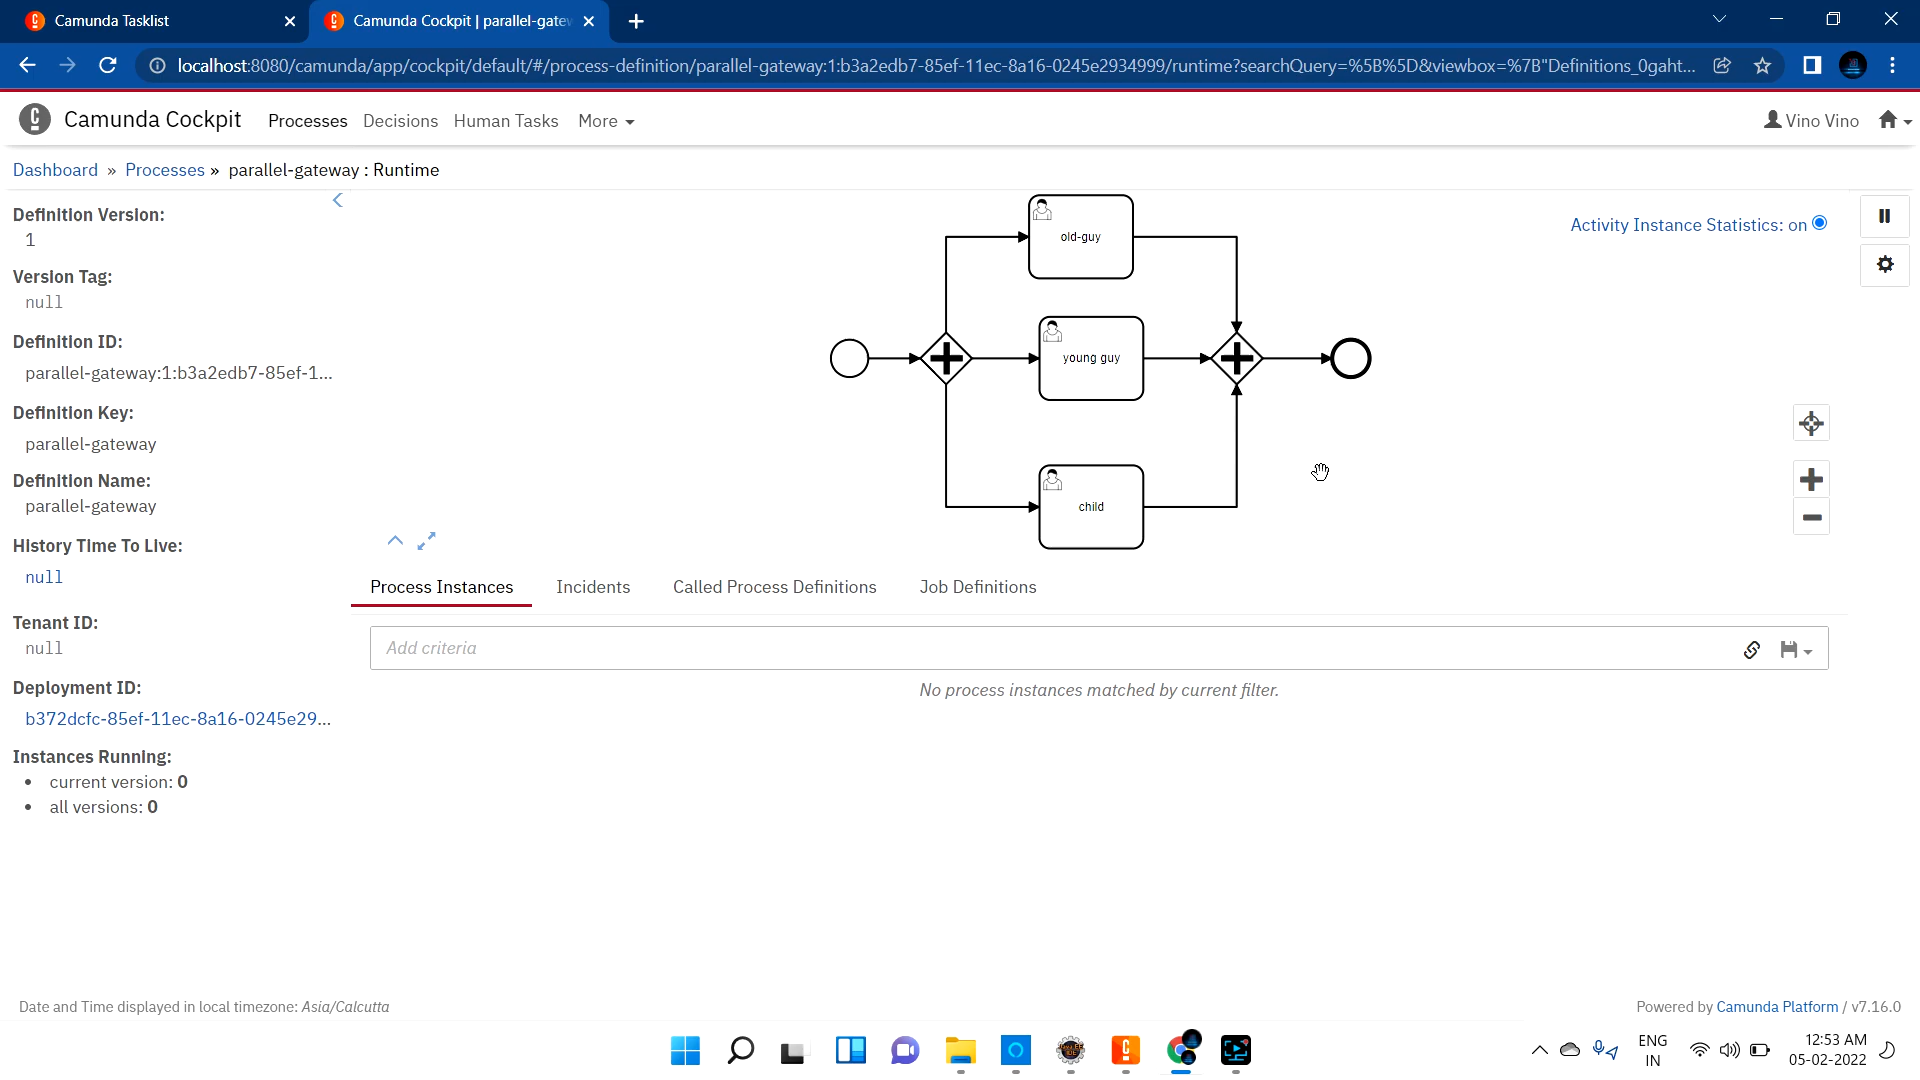 Camunda Tasklist
Camunda Cockpit | parallel-gatew
localhost:8080/camunda/app/cockpit/default/#/process-definition/parallel-gateway:1:b3a2edb7-85ef-11ec-8a16-0245e2934999/runtime?searchQuery=%5B%5D&viewbox=%7B"Definitions_0gaht...
Camunda Cockpit
Processes
Decisions
Human Tasks
More
Vino Vino
Dashboard » Processes » parallel-gateway : Runtime
Definition Version:
1
Version Tag:
null
Definition ID:
parallel-gateway:1:b3a2edb7-85ef-1...
Definition Key:
parallel-gateway
Definition Name:
parallel-gateway
History Time To Live:
null
Tenant ID:
null
Deployment ID:
b372dcfc-85ef-11ec-8a16-0245e29...
Instances Running:
• current version: 0
• all versions: 0
old-guy
young guy
child
Activity Instance Statistics: on
Process Instances
Incidents
Called Process Definitions
Job Definitions
Add criteria
No process instances matched by current filter.
Date and Time displayed in local timezone: Asia/Calcutta
Powered by Camunda Platform / v7.16.0
ENG
IN
12:53 AM
05-02-2022